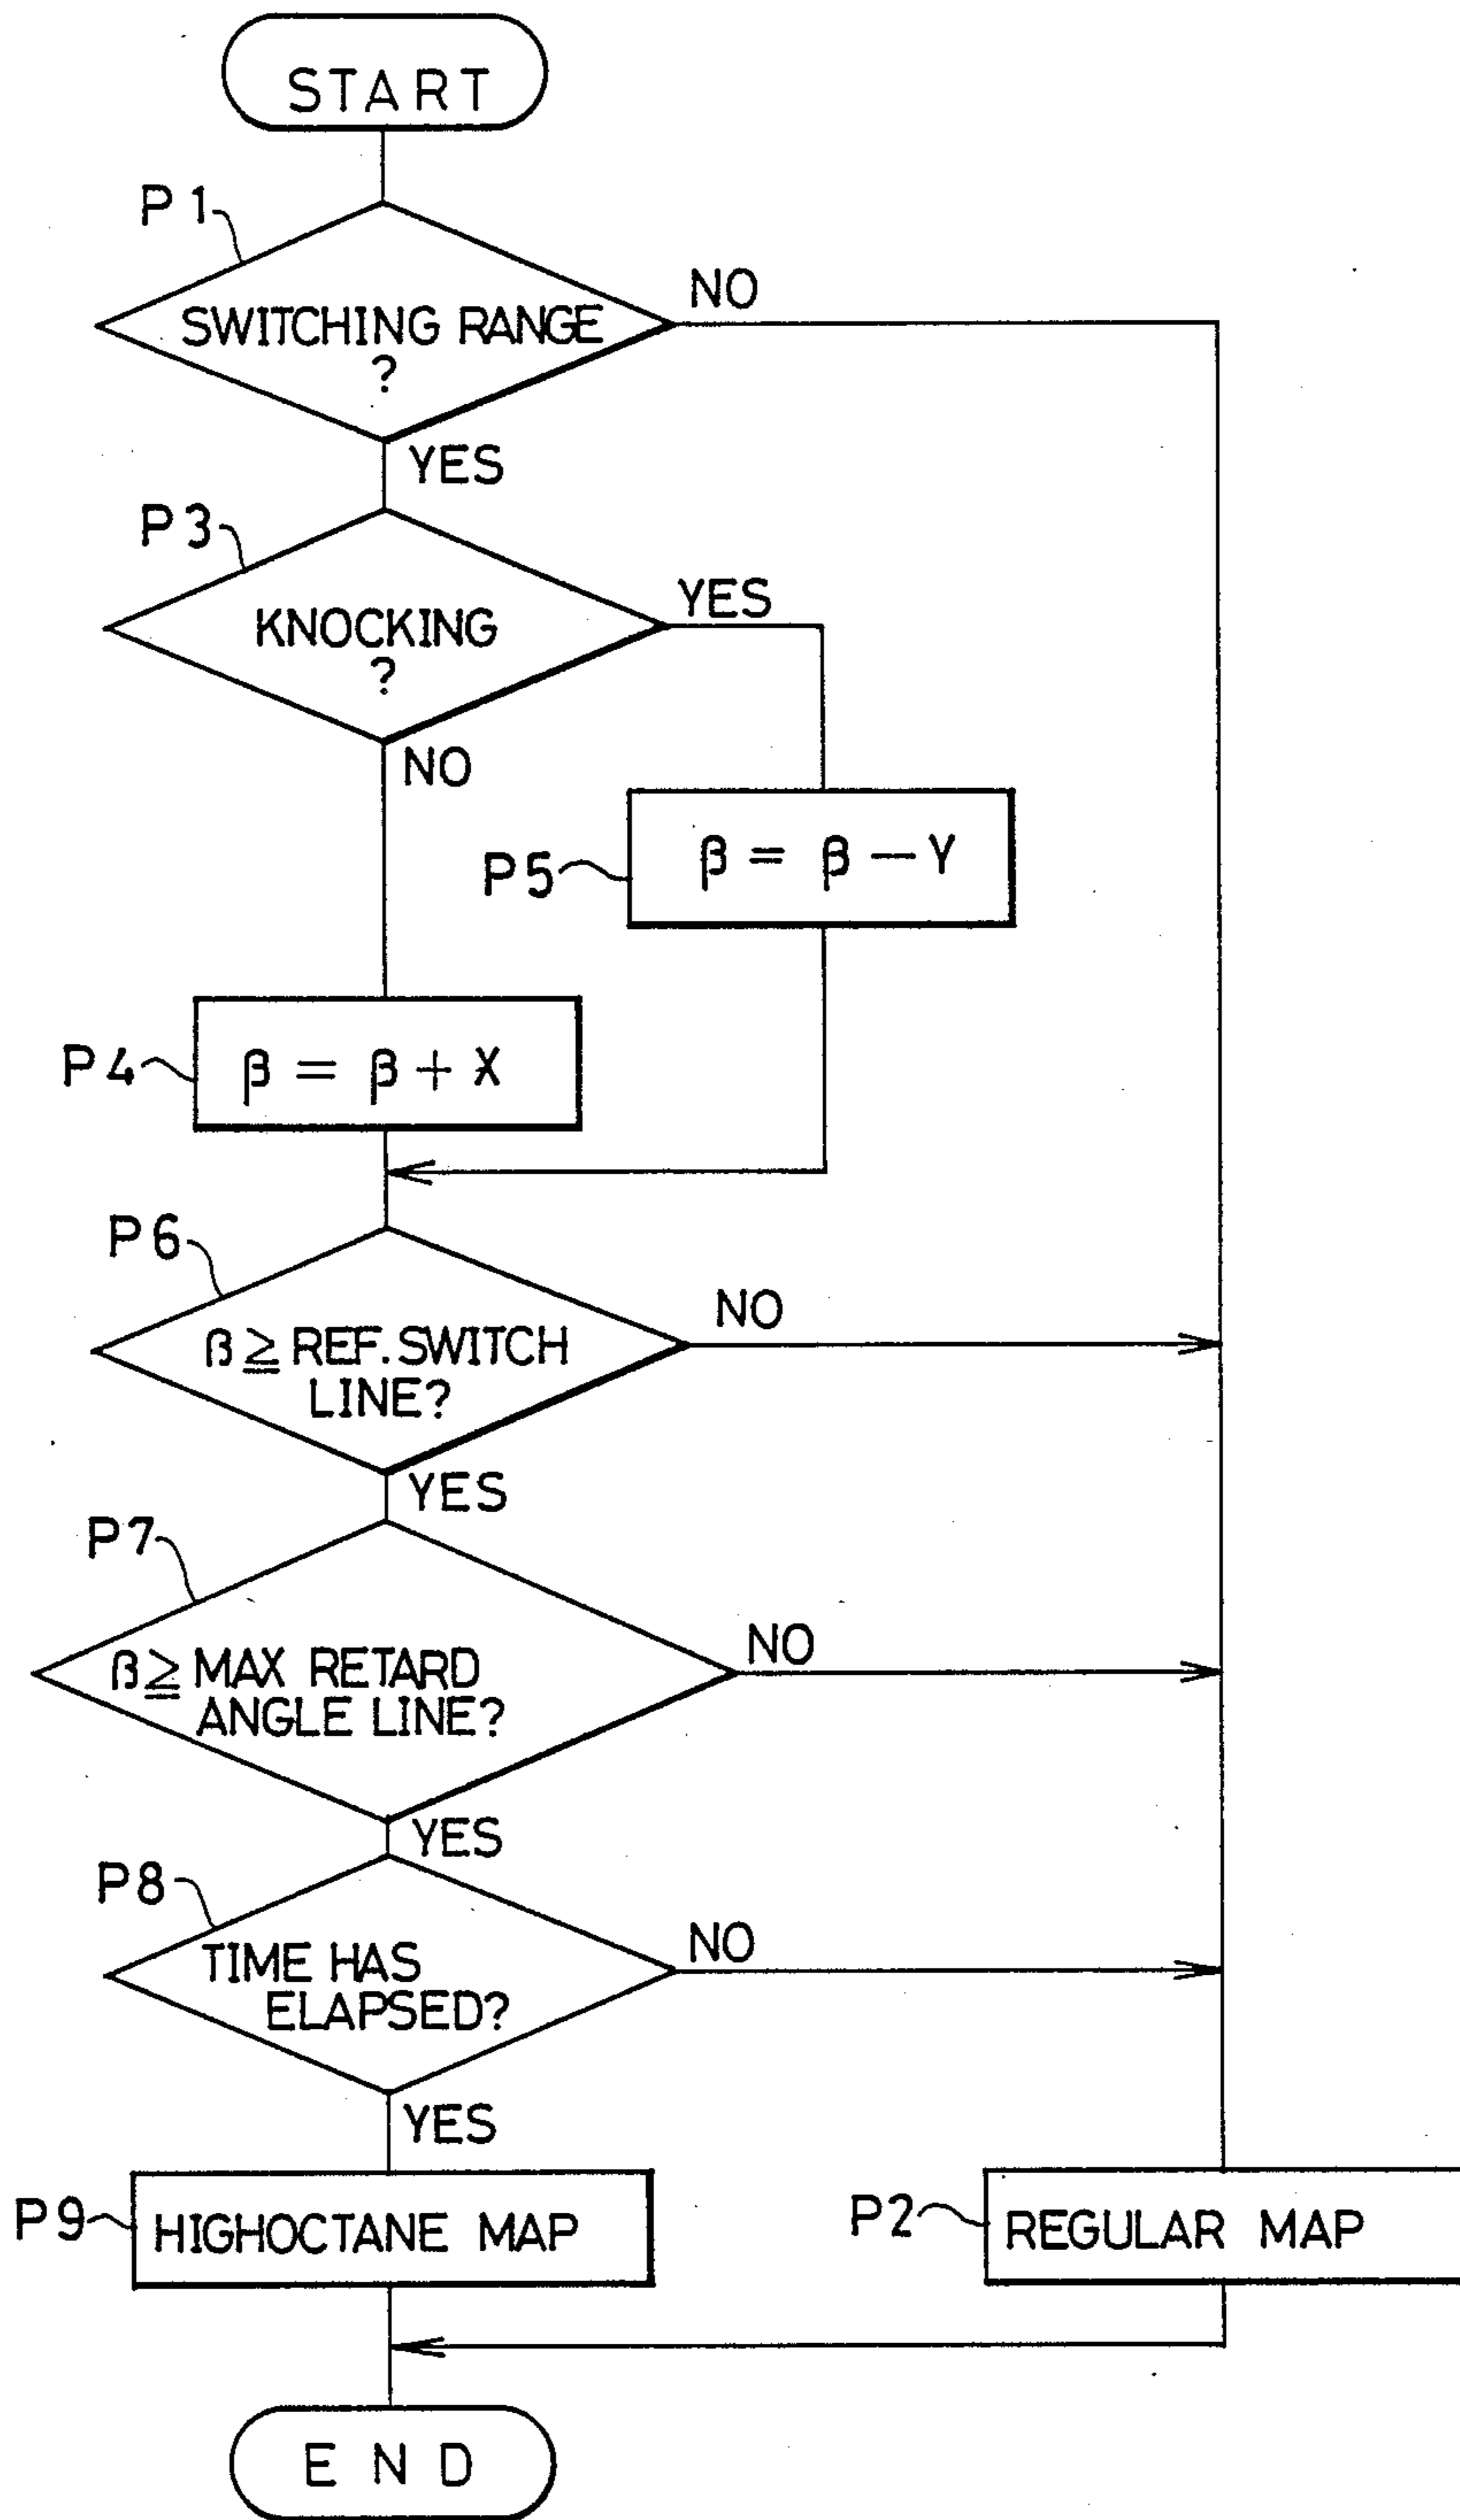 START
P1
SWITCHING RANGE
?
NO
YES
P3
KNOCKING
?
YES
NO
P5
β = β − Y
P4
β = β + X
P6
β ≧ REF. SWITCH
LINE?
NO
YES
P7
β ≧ MAX RETARD
ANGLE LINE?
NO
YES
P8
TIME HAS
ELAPSED?
NO
YES
P9
HIGHOCTANE MAP
P2
REGULAR MAP
END